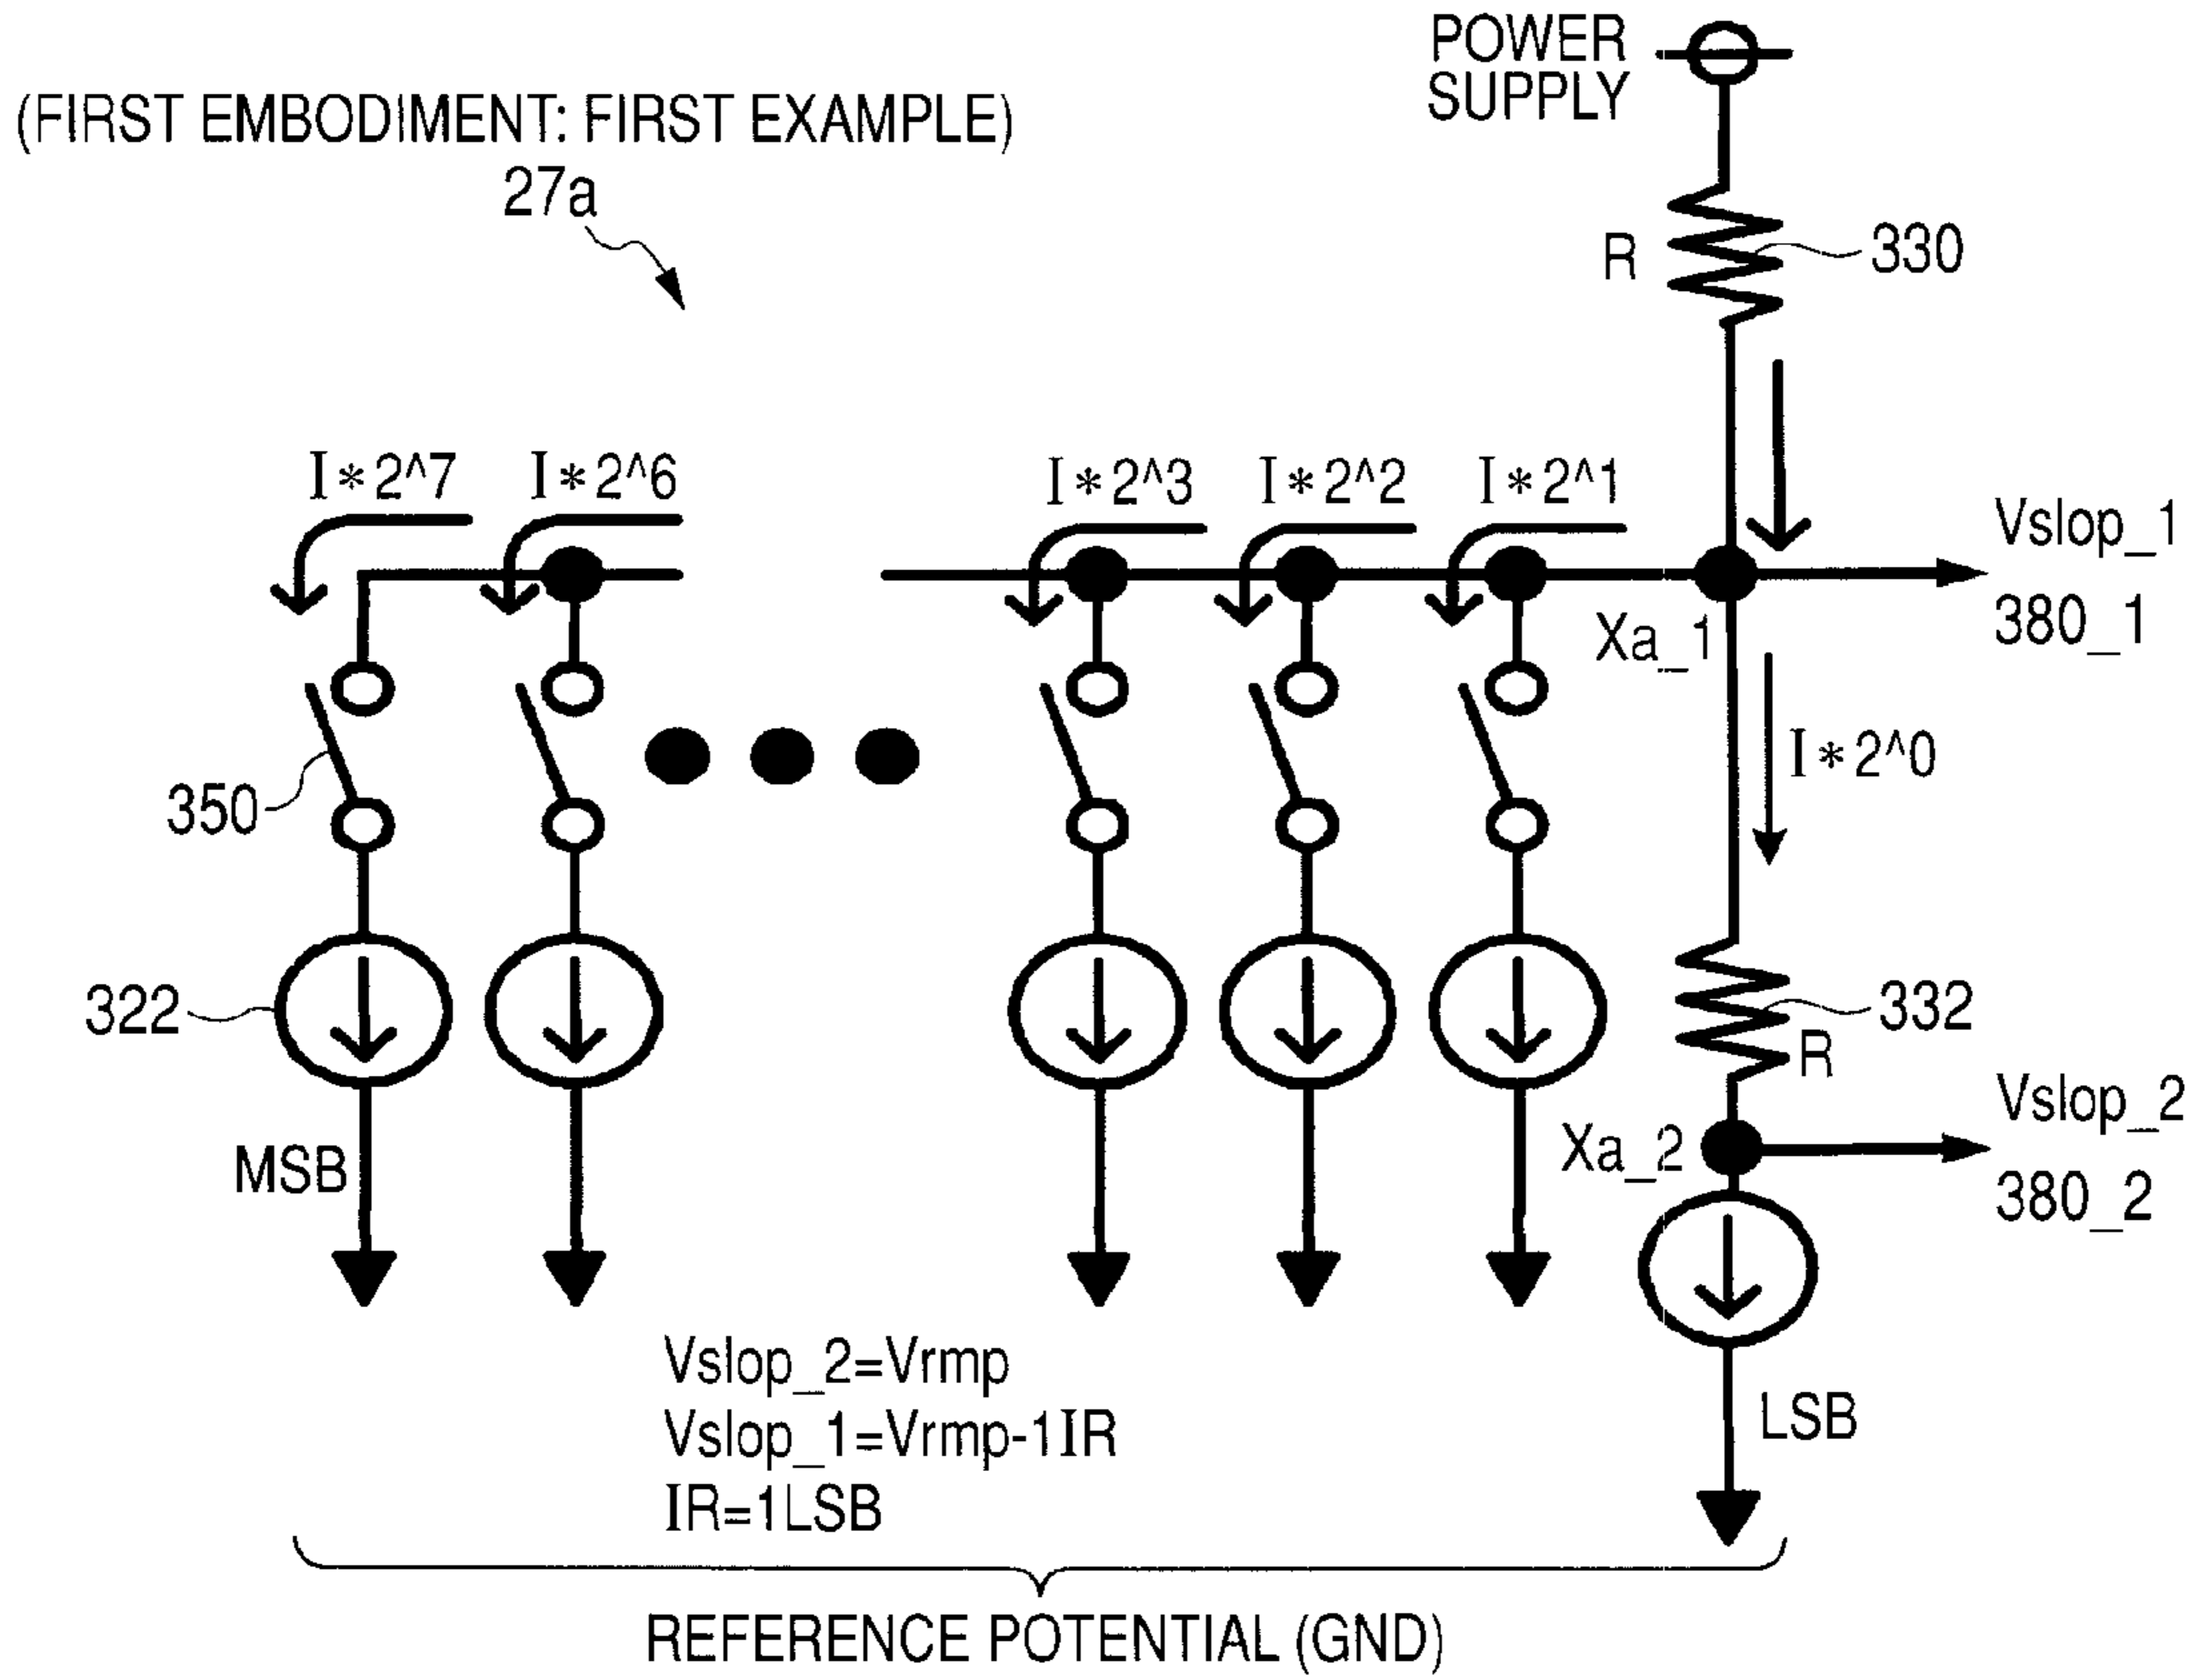 POWER
SUPPLY
(FIRST EMBODIMENT: FIRST EXAMPLE)
27a
R
330
I*2^7
I*2^6
I*2^3
I*2^2
I*2^1
Vslop_1
380_1
Xa_1
I*2^0
350
322
332
R
Vslop_2
380_2
Xa_2
MSB
Vslop_2=Vrmp
Vslop_1=Vrmp-1IR
IR=1LSB
LSB
REFERENCE POTENTIAL (GND)